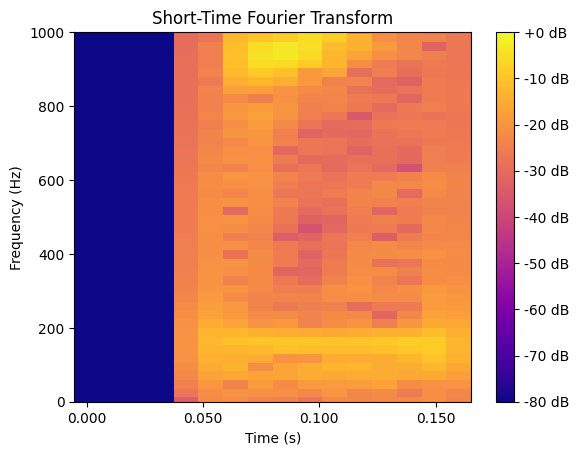 Short-Time Fourier Transform
1000
800
600
400
200
0
Frequency (Hz)
0.000
0.050
0.100
0.150
Time (s)
+0 dB
-10 dB
-20 dB
-30 dB
-40 dB
-50 dB
-60 dB
-70 dB
-80 dB